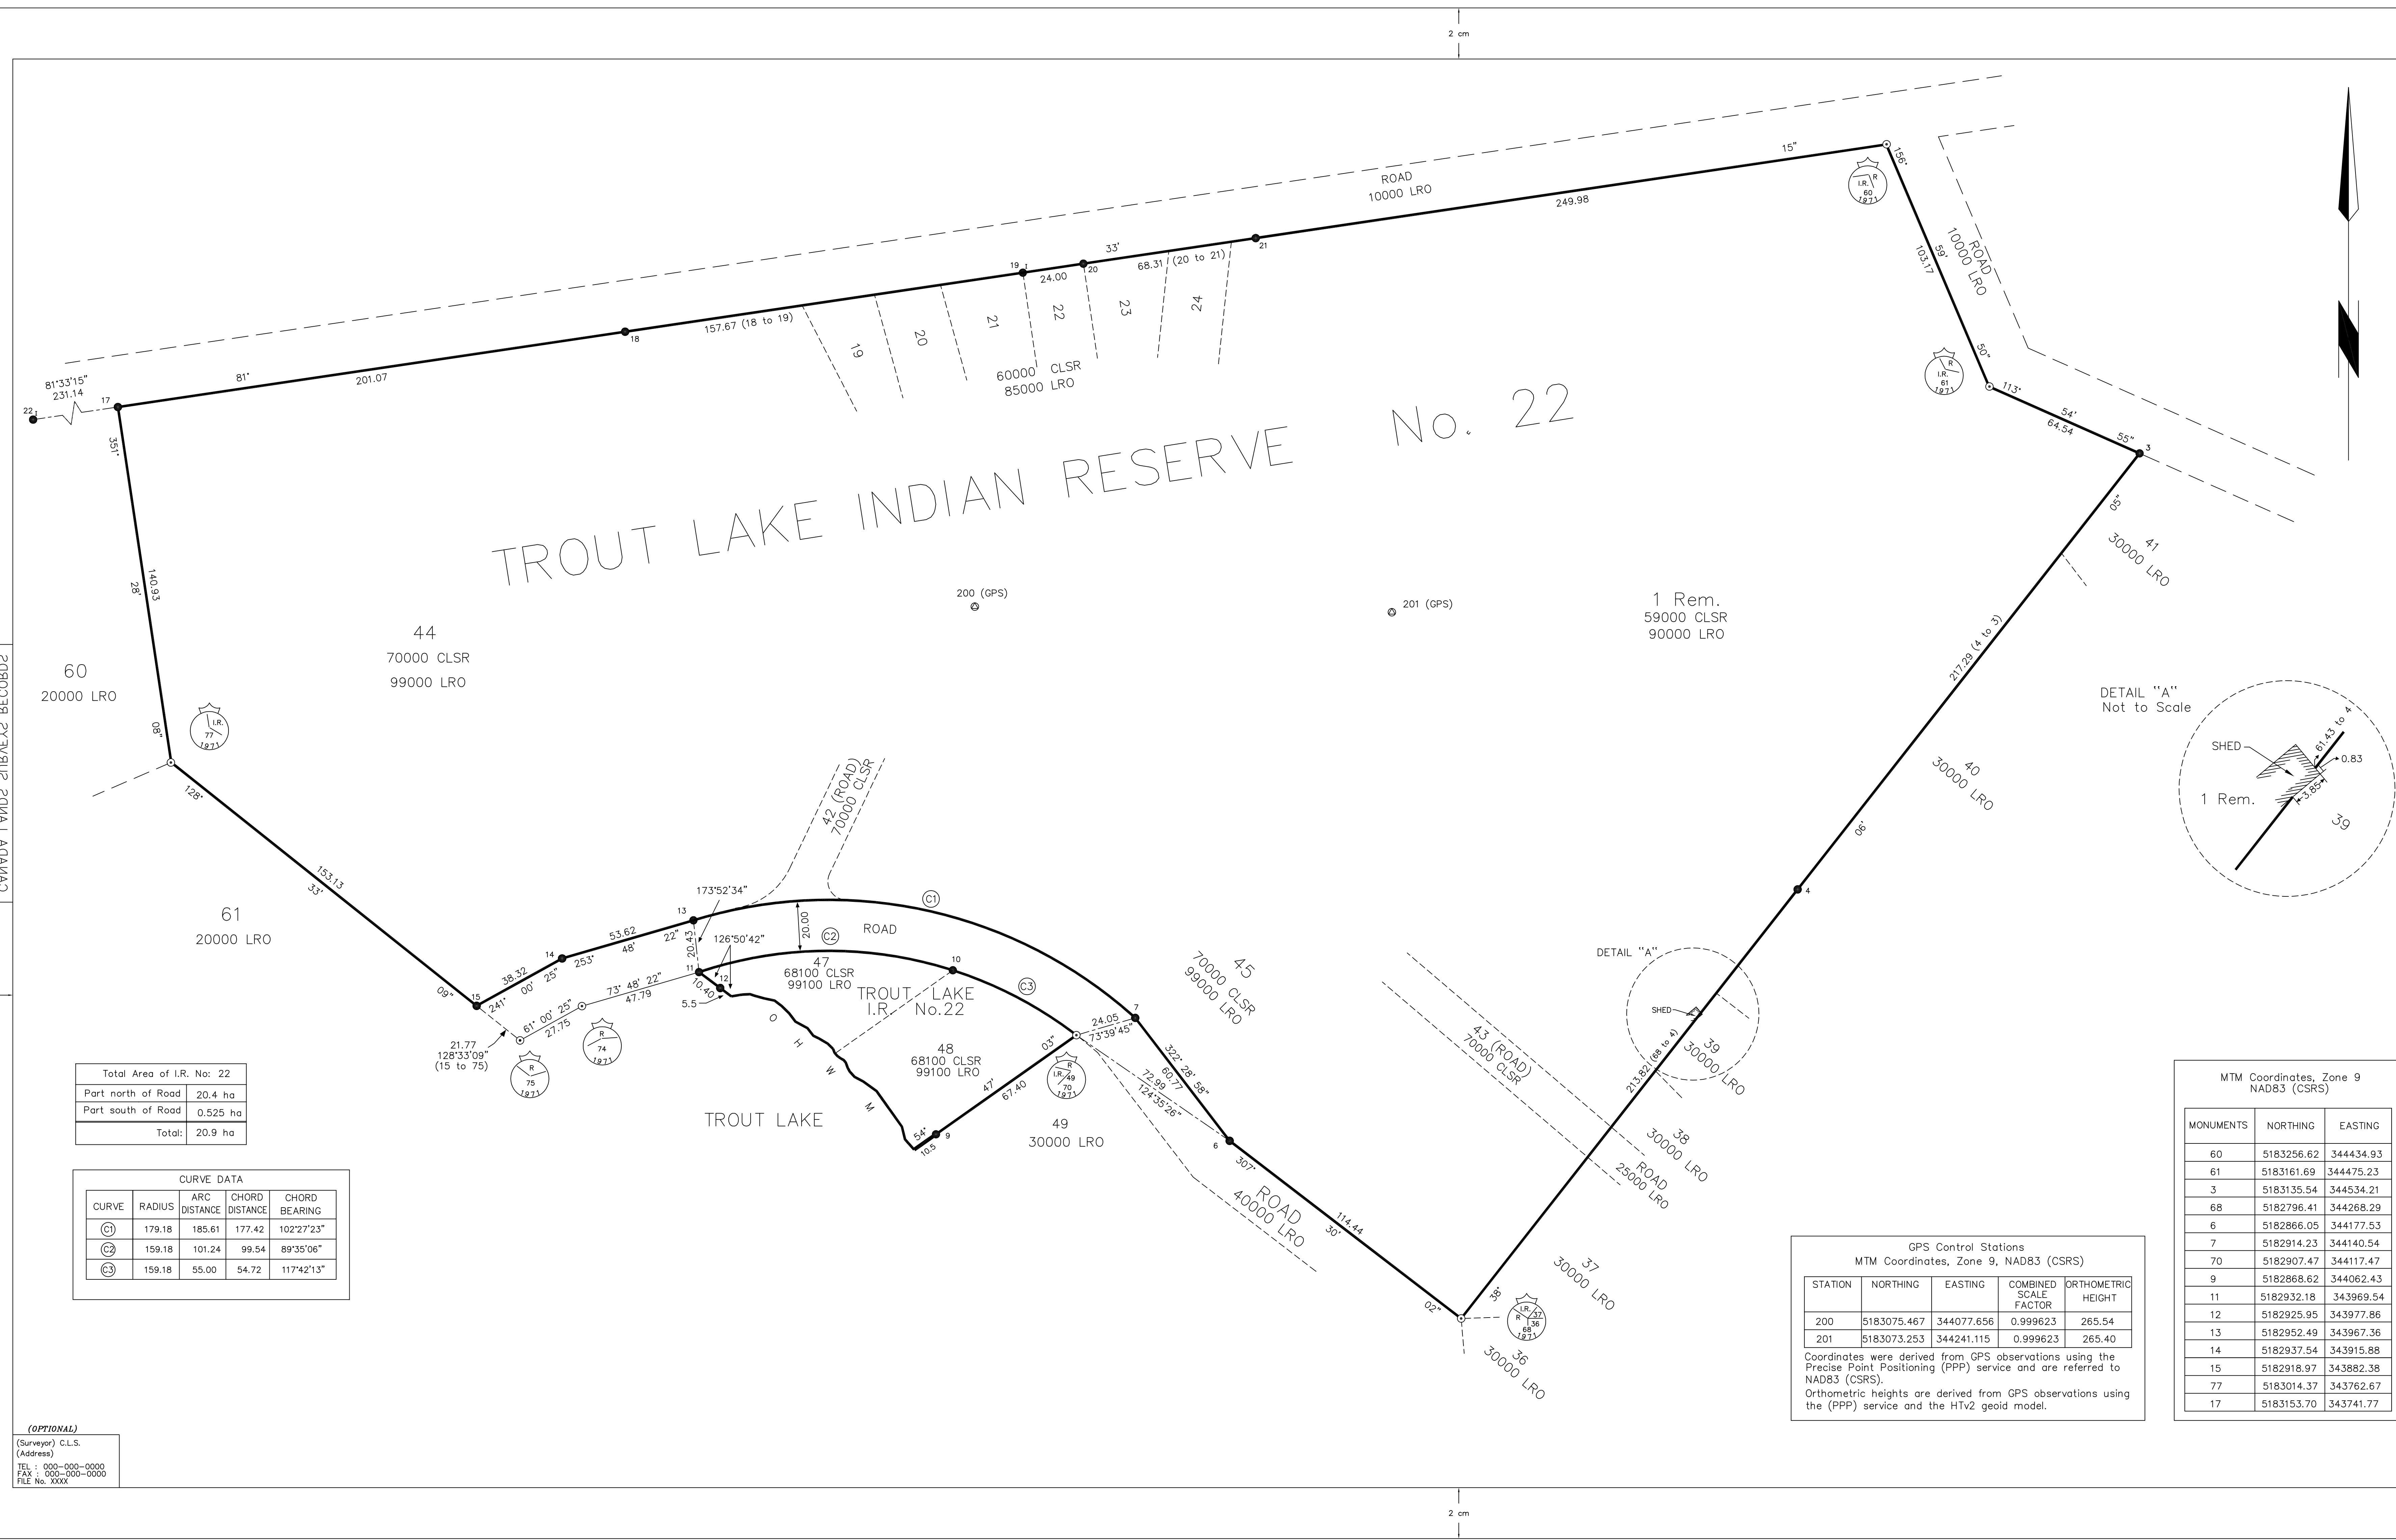 2 cm
ROAD
10000 LRO
15"
249.98
156°
I.R. R
60
1971
59'
103.17
50"
ROAD
10000 LRO
R
I.R.
61
1971
113°
54'
64.54
55"
3
81°33'15"
231.14
22
17
81°
201.07
18
157.67 (18 to 19)
19
24.00
33'
20
68.31 (20 to 21)
21
19
20
21
22
23
24
60000 CLSR
85000 LRO
TROUT LAKE INDIAN RESERVE No. 22
351°
28'
140.93
08"
60
20000 LRO
44
70000 CLSR
99000 LRO
I.R.
77
1971
200 (GPS)
201 (GPS)
1 Rem.
59000 CLSR
90000 LRO
05"
41
30000 LRO
217.29 (4 to 3)
06'
40
30000 LRO
4
DETAIL "A"
Not to Scale
SHED
61.43 to 4
0.83
3.85
1 Rem.
39
CANADA LANDS SURVEYS RECORDS
128°
153.13
33'
09"
61
20000 LRO
42 (ROAD)
70000 CLSR
173°52'34"
13
53.62
253° 48' 22"
14
38.32
241° 00' 25"
15
20.43
126°50'42"
20.00
C1
C2
ROAD
11
12
10.40
5.5
73° 48' 22"
47.79
61° 00' 25"
27.75
21.77
128°33'09"
(15 to 75)
R
75
1971
R
74
1971
47
68100 CLSR
99100 LRO
TROUT LAKE
I.R. No.22
10
C3
O H W M
48
68100 CLSR
99100 LRO
TROUT LAKE
54° 47' 03"
67.40
10.5
9
R
I.R. 49
70
1971
49
30000 LRO
7
24.05
73°39'45"
322° 28' 58"
60.77
72.99
124°35'26"
6
45
70000 CLSR
99000 LRO
43 (ROAD)
70000 CLSR
DETAIL "A"
SHED
213.82 (68 to 4)
39
30000 LRO
38
30000 LRO
ROAD
25000 LRO
ROAD
40000 LRO
307°
114.44
30'
02"
38°
37
30000 LRO
I.R. 37
R 36
68
1971
36
30000 LRO
Total Area of I.R. No: 22
Part north of Road 20.4 ha
Part south of Road 0.525 ha
Total: 20.9 ha
CURVE DATA
CURVE RADIUS ARC DISTANCE CHORD DISTANCE CHORD BEARING
C1 179.18 185.61 177.42 102°27'23"
C2 159.18 101.24 99.54 89°35'06"
C3 159.18 55.00 54.72 117°42'13"
GPS Control Stations
MTM Coordinates, Zone 9, NAD83 (CSRS)
STATION NORTHING EASTING COMBINED SCALE FACTOR ORTHOMETRIC HEIGHT
200 5183075.467 344077.656 0.999623 265.54
201 5183073.253 344241.115 0.999623 265.40
Coordinates were derived from GPS observations using the
Precise Point Positioning (PPP) service and are referred to
NAD83 (CSRS).
Orthometric heights are derived from GPS observations using
the (PPP) service and the HTv2 geoid model.
MTM Coordinates, Zone 9
NAD83 (CSRS)
MONUMENTS NORTHING EASTING
60 5183256.62 344434.93
61 5183161.69 344475.23
3 5183135.54 344534.21
68 5182796.41 344268.29
6 5182866.05 344177.53
7 5182914.23 344140.54
70 5182907.47 344117.47
9 5182868.62 344062.43
11 5182932.18 343969.54
12 5182925.95 343977.86
13 5182952.49 343967.36
14 5182937.54 343915.88
15 5182918.97 343882.38
77 5183014.37 343762.67
17 5183153.70 343741.77
(OPTIONAL)
(Surveyor) C.L.S.
(Address)
TEL : 000-000-0000
FAX : 000-000-0000
FILE No. XXXX
2 cm